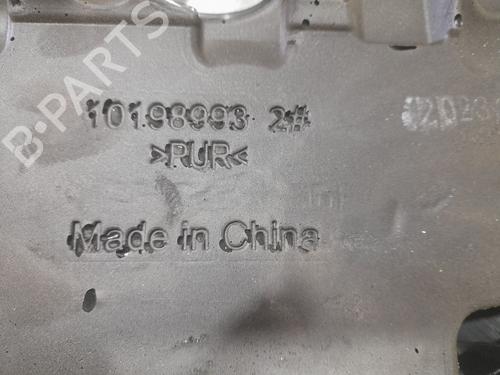 B-PARTS
10198993 2#
>PUR<
Made in China